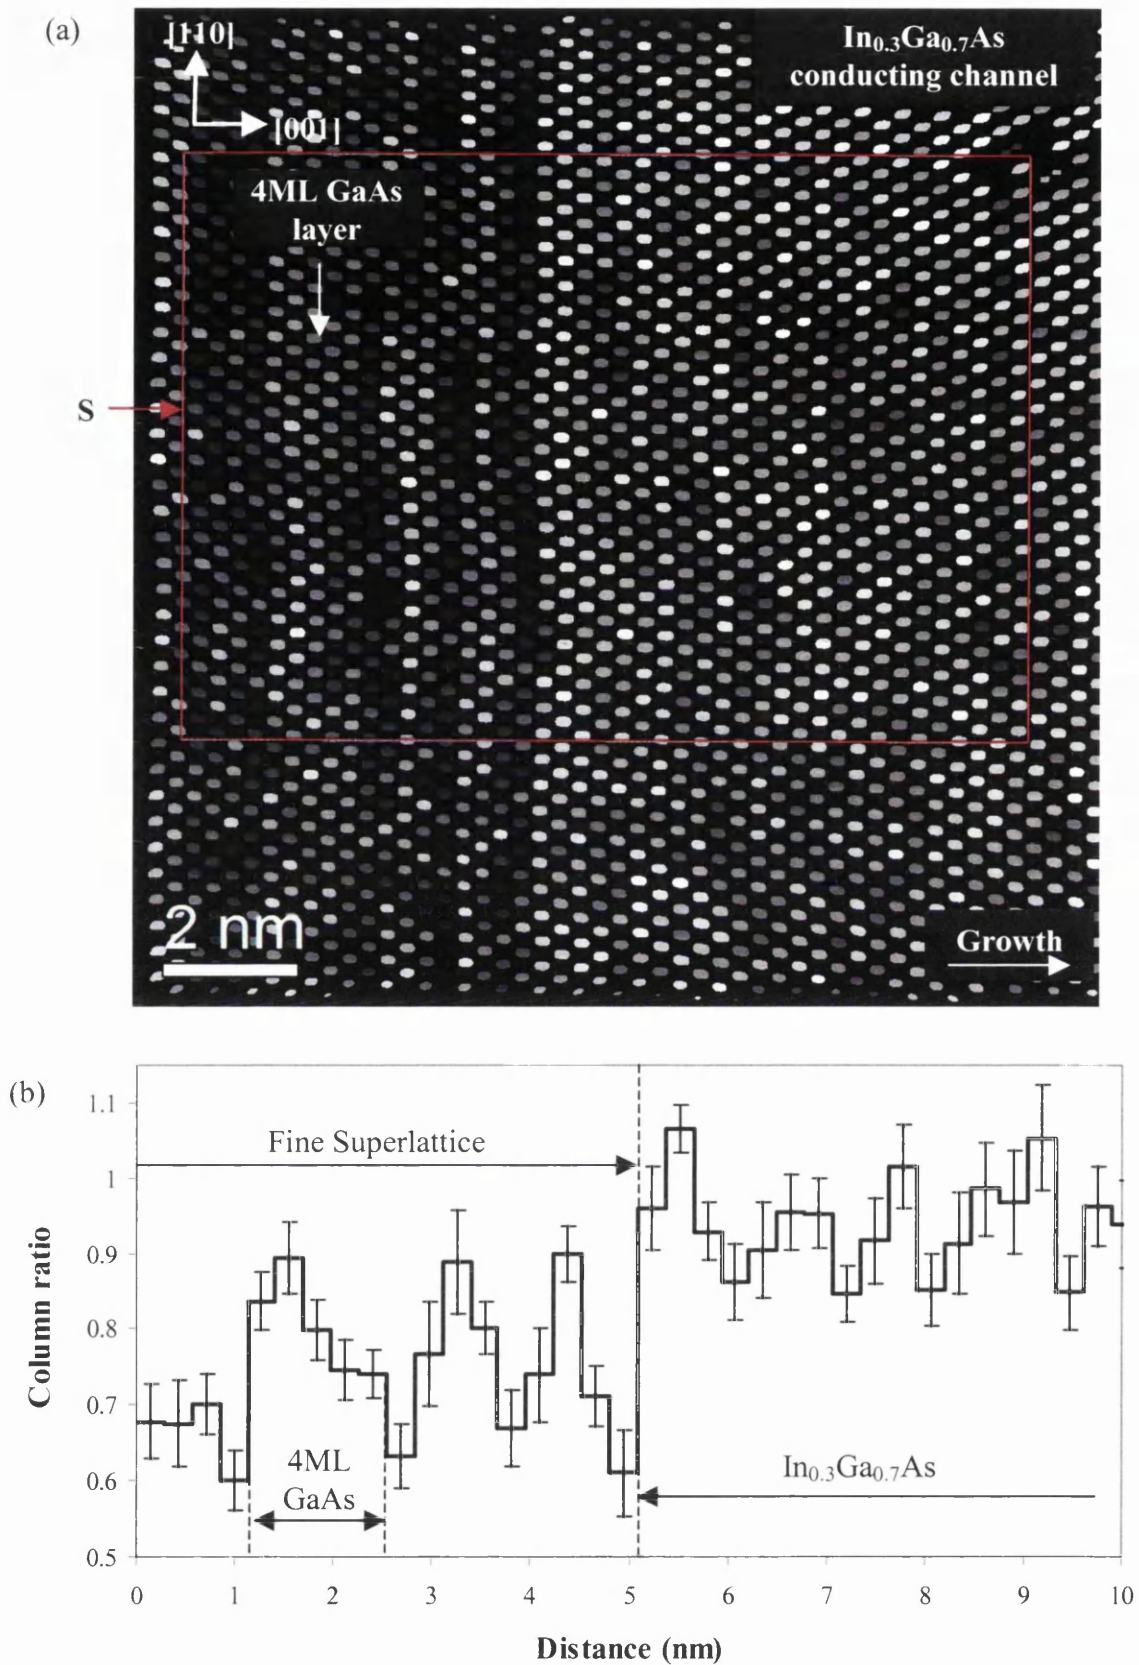 (a)
[110]
[001]
In0.3Ga0.7As
conducting channel
4ML GaAs
layer
S
2 nm
Growth
(b)
Column ratio
1.1
1
0.9
0.8
0.7
0.6
0.5
Fine Superlattice
4ML
GaAs
In0.3Ga0.7As
0 1 2 3 4 5 6 7 8 9 10
Distance (nm)